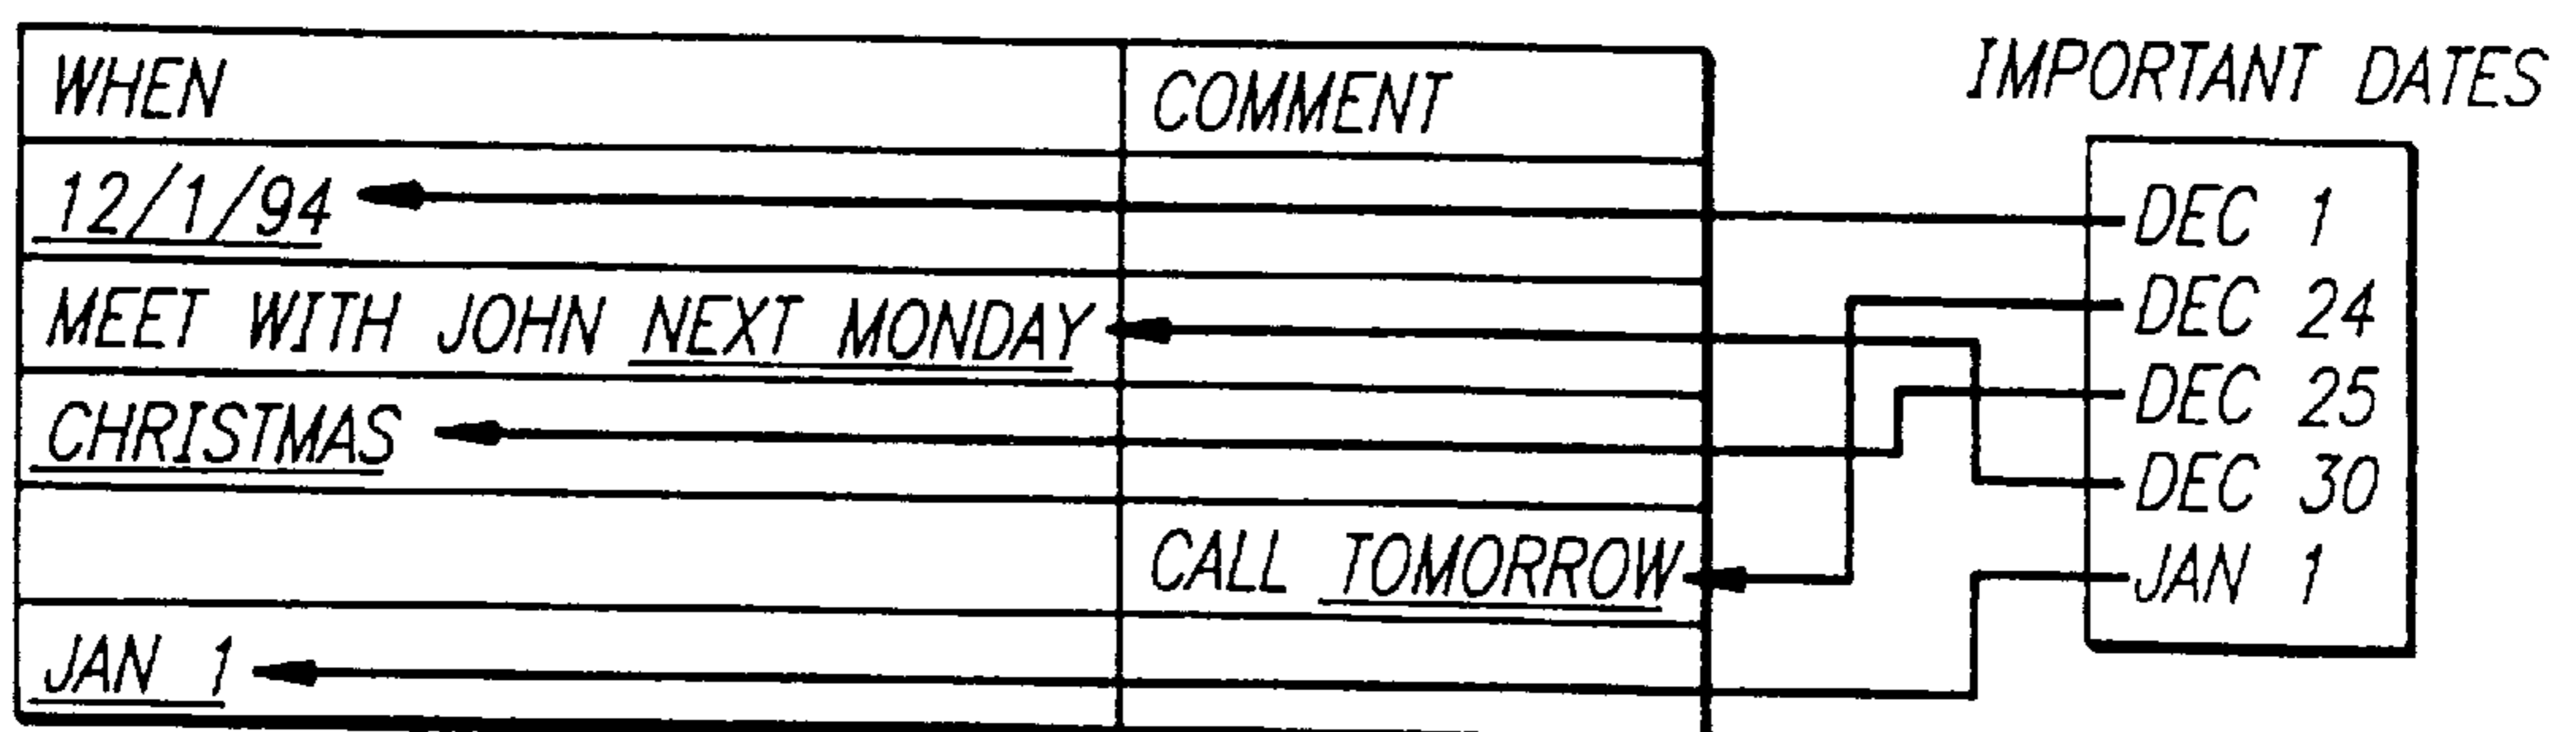 WHEN COMMENT
12/1/94
MEET WITH JOHN NEXT MONDAY
CHRISTMAS
CALL TOMORROW
JAN 1
IMPORTANT DATES
DEC 1
DEC 24
DEC 25
DEC 30
JAN 1